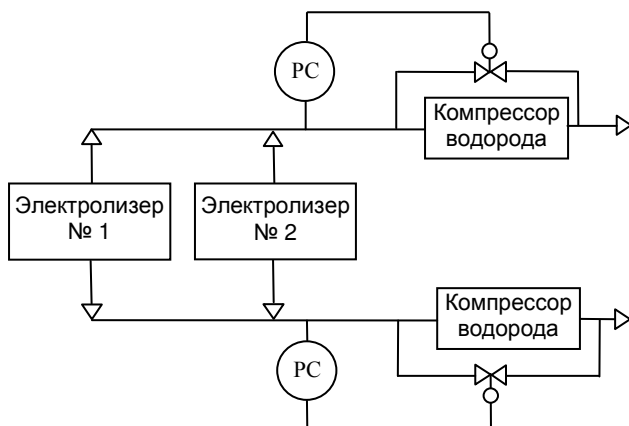 PC
Компрессор
водорода
Электролизер
№ 1
Электролизер
№ 2
Компрессор
водорода
PC